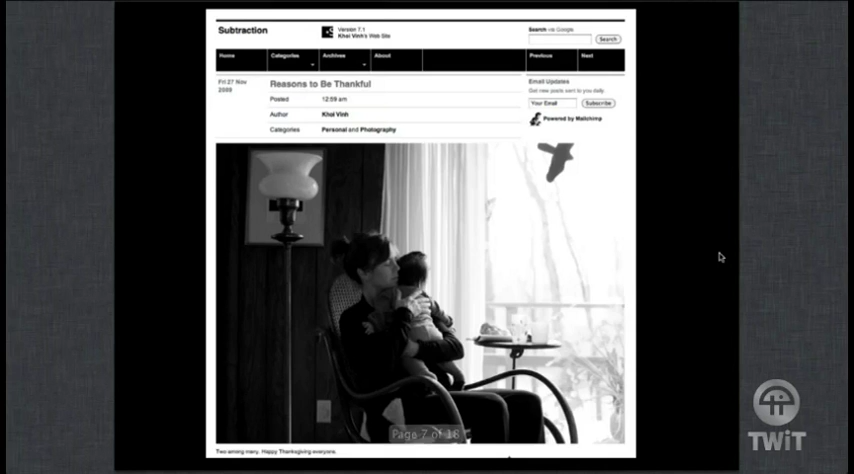 Subtraction
Version 7.1
Khoi Vinh's Web Site
Search via Google
Search
Home
Categories
Archives
About
Previous
Next
Fri 27 Nov
2009
Reasons to Be Thankful
Posted
12:59 am
Author
Khoi Vinh
Categories
Personal and Photography
Email Updates
Get new posts sent to you daily
Your Email
Subscribe
Powered by Mailchimp
Page 7 of 18
Two among many. Happy Thanksgiving everyone.
TWiT